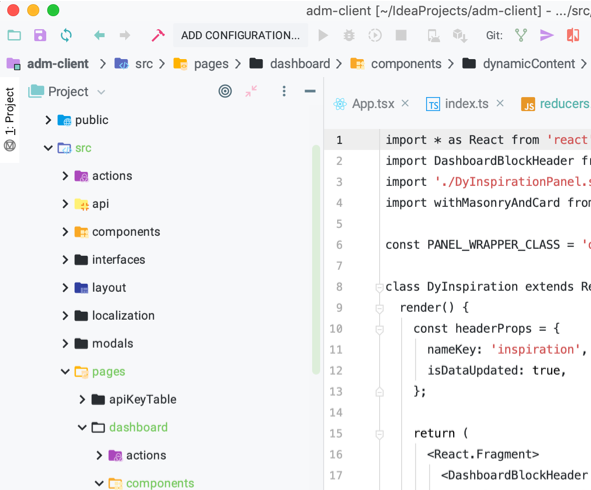 adm-client [~/IdeaProjects/adm-client] - .../src/
ADD CONFIGURATION... Git:
adm-client src pages dashboard components dynamicContent
1: Project
Project
App.tsx index.ts reducers
public
src
actions
api
components
interfaces
layout
localization
modals
pages
apiKeyTable
dashboard
actions
components
1 import * as React from 'react
2 import DashboardBlockHeader fr
3 import './DyInspirationPanel.s
4 import withMasonryAndCard from
5
6 const PANEL_WRAPPER_CLASS = 'd
7
8 class DyInspiration extends Re
9 render() {
10 const headerProps = {
11 nameKey: 'inspiration',
12 isDataUpdated: true,
13 };
14
15 return (
16 <React.Fragment>
17 <DashboardBlockHeader